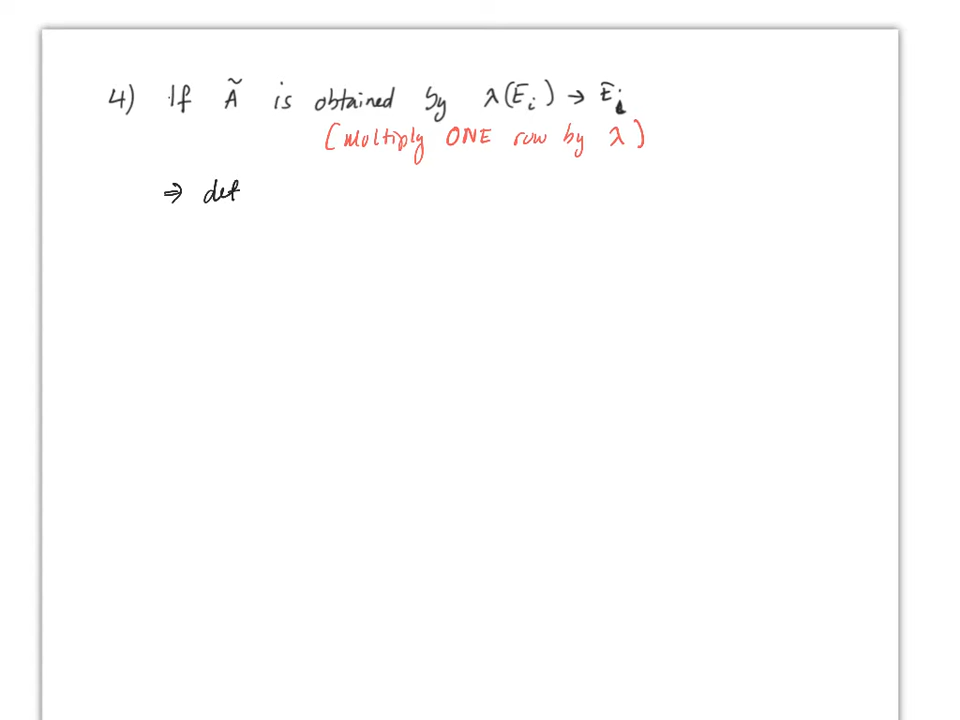 4) If Ã is obtained by λ(Eᵢ) → Eᵢ
(multiply ONE row by λ)
⇒ det